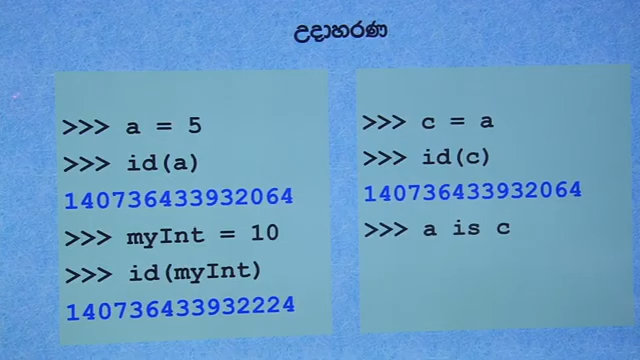 උදාහරණ
>>> a = 5
>>> id(a)
140736433932064
>>> myInt = 10
>>> id(myInt)
140736433932224
>>> c = a
>>> id(c)
140736433932064
>>> a is c